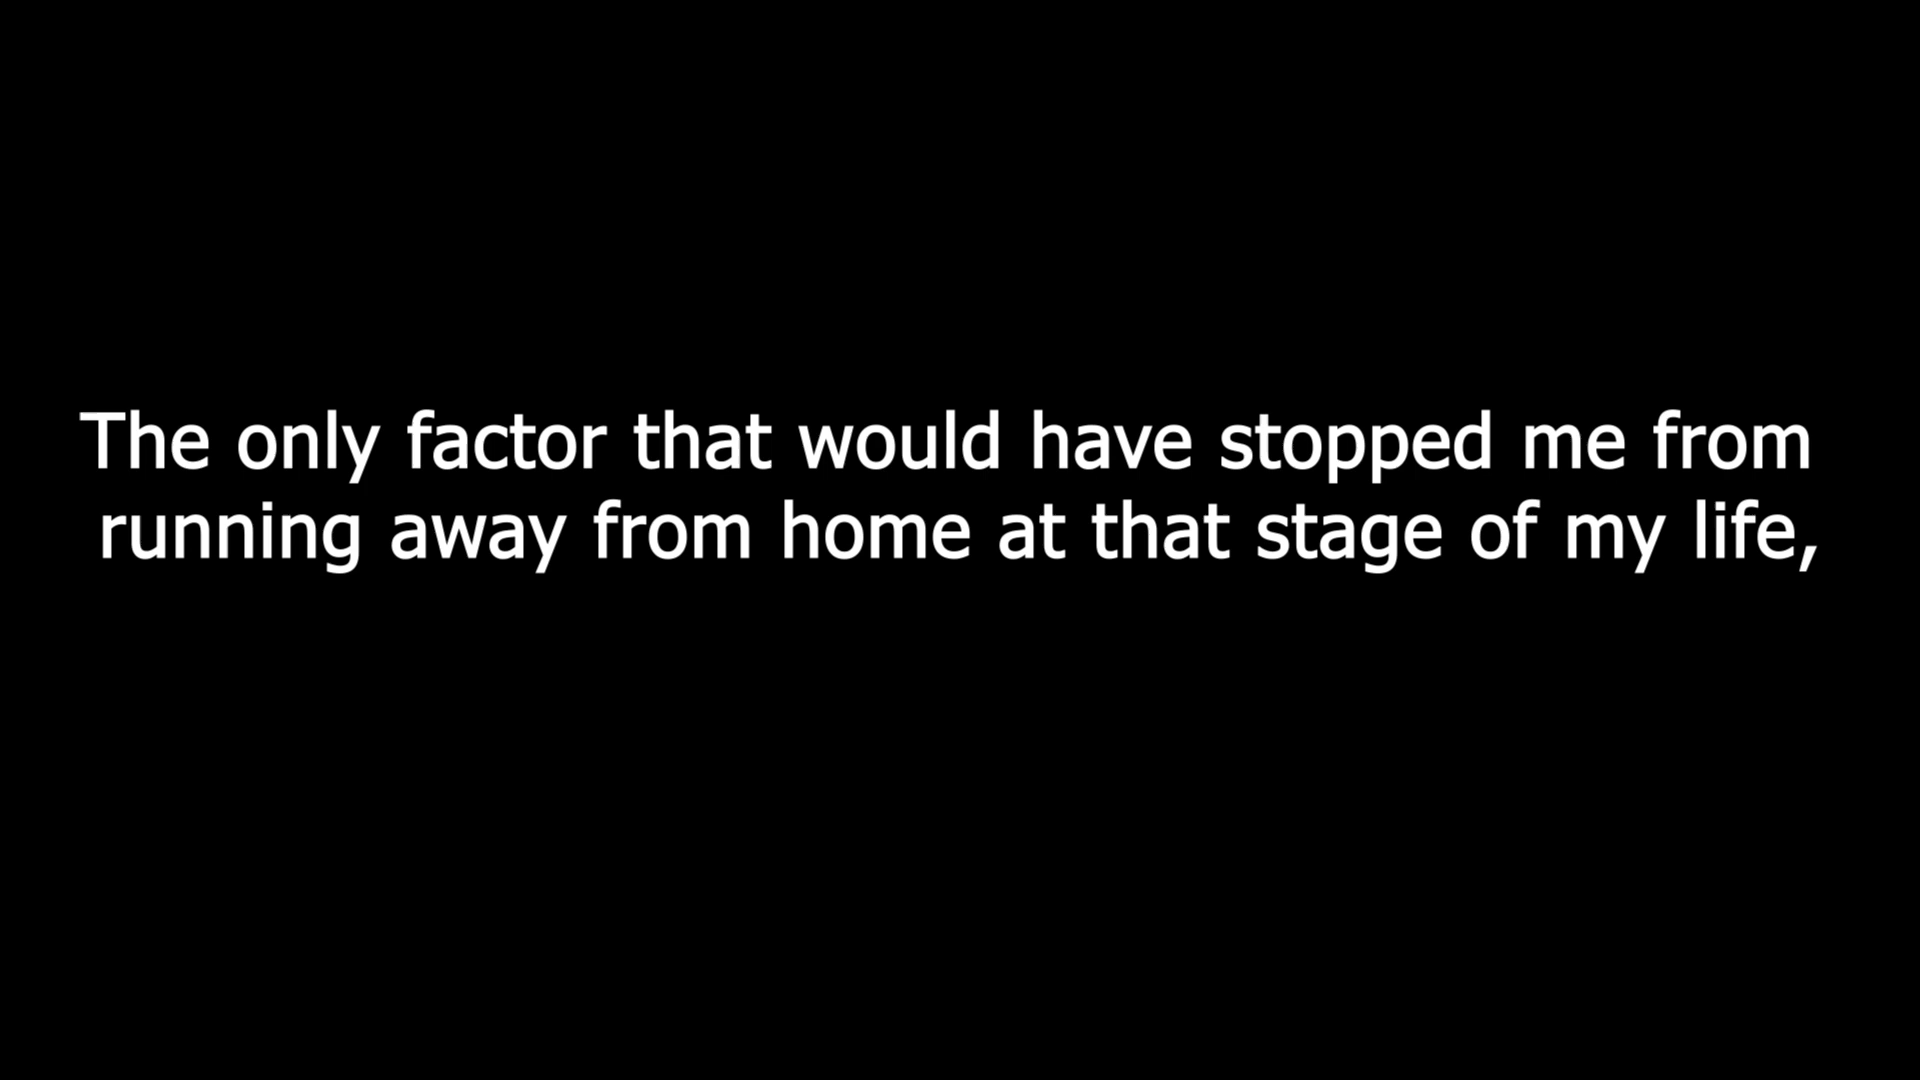 The only factor that would have stopped me from
running away from home at that stage of my life,